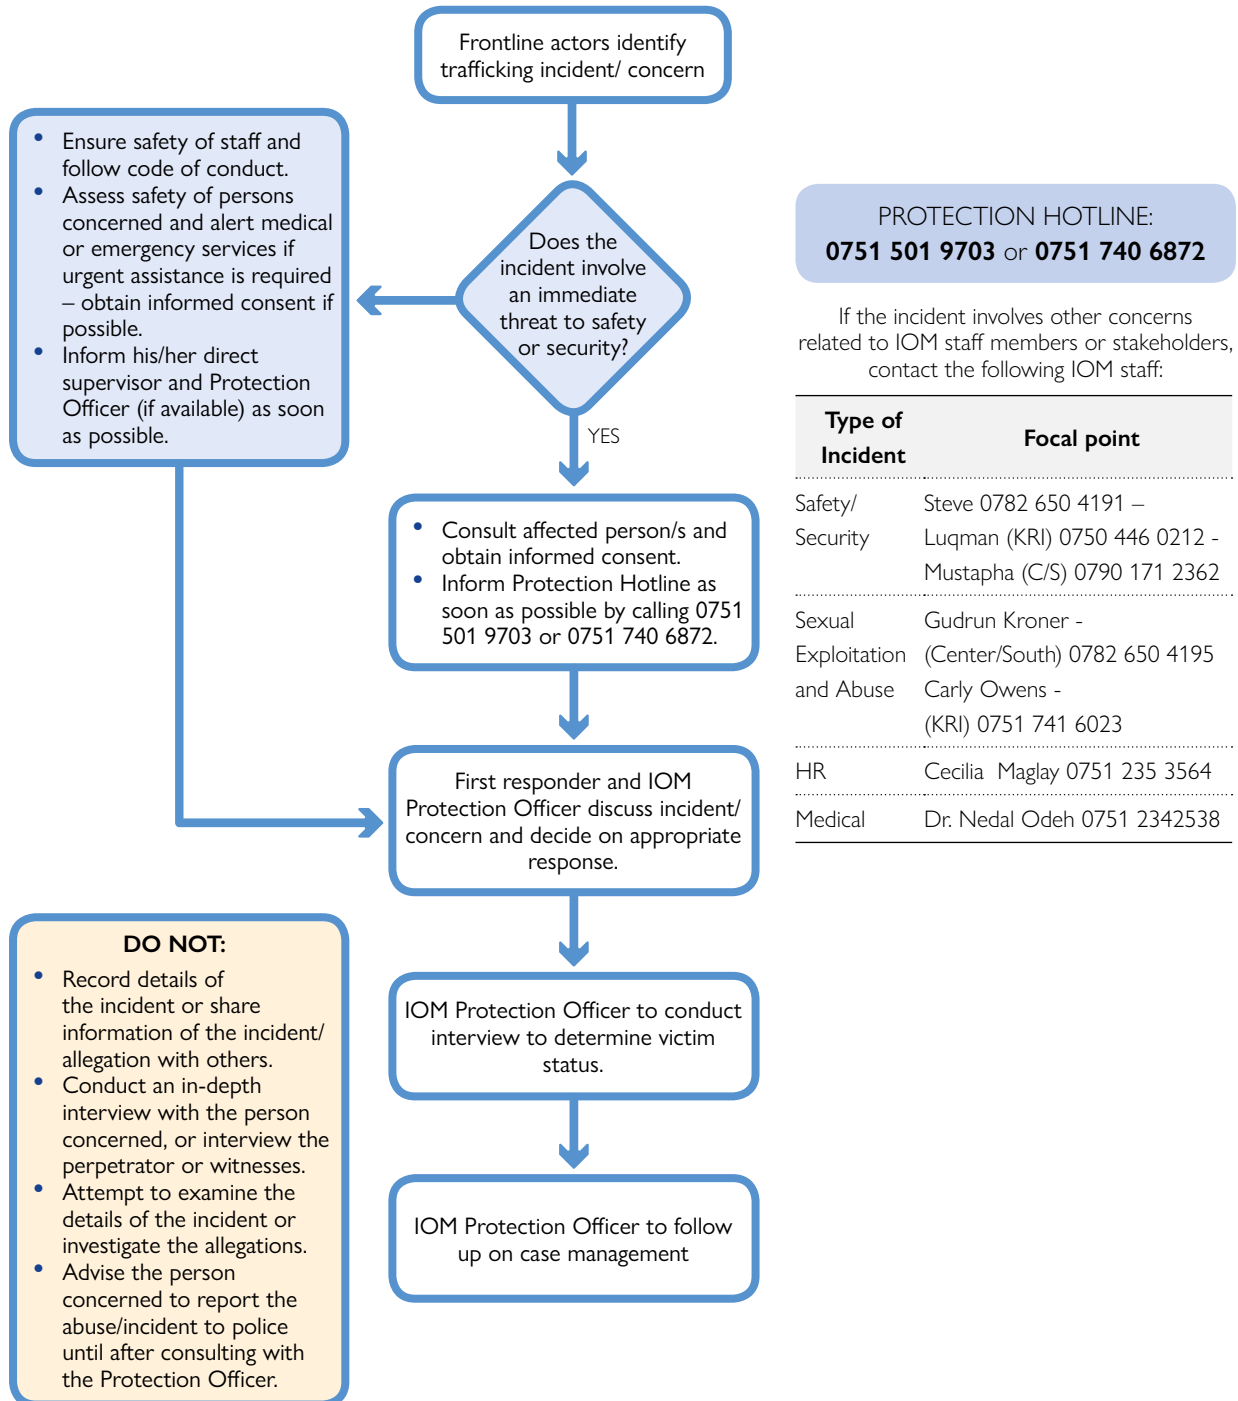 Frontline actors identify
trafficking incident/ concern
• Ensure safety of staff and
follow code of conduct.
• Assess safety of persons
concerned and alert medical
or emergency services if
urgent assistance is required
– obtain informed consent if
possible.
• Inform his/her direct
supervisor and Protection
Officer (if available) as soon
as possible.
Does the
incident involve
an immediate
threat to safety
or security?
YES
• Consult affected person/s and
obtain informed consent.
• Inform Protection Hotline as
soon as possible by calling 0751
501 9703 or 0751 740 6872.
First responder and IOM
Protection Officer discuss incident/
concern and decide on appropriate
response.
IOM Protection Officer to conduct
interview to determine victim
status.
IOM Protection Officer to follow
up on case management
DO NOT:
• Record details of
the incident or share
information of the incident/
allegation with others.
• Conduct an in-depth
interview with the person
concerned, or interview the
perpetrator or witnesses.
• Attempt to examine the
details of the incident or
investigate the allegations.
• Advise the person
concerned to report the
abuse/incident to police
until after consulting with
the Protection Officer.
PROTECTION HOTLINE:
0751 501 9703 or 0751 740 6872
If the incident involves other concerns
related to IOM staff members or stakeholders,
contact the following IOM staff:
Type of
Incident
Focal point
Safety/
Security
Steve 0782 650 4191 –
Luqman (KRI) 0750 446 0212 -
Mustapha (C/S) 0790 171 2362
Sexual
Exploitation
and Abuse
Gudrun Kroner -
(Center/South) 0782 650 4195
Carly Owens -
(KRI) 0751 741 6023
HR
Cecilia Maglay 0751 235 3564
Medical
Dr. Nedal Odeh 0751 2342538